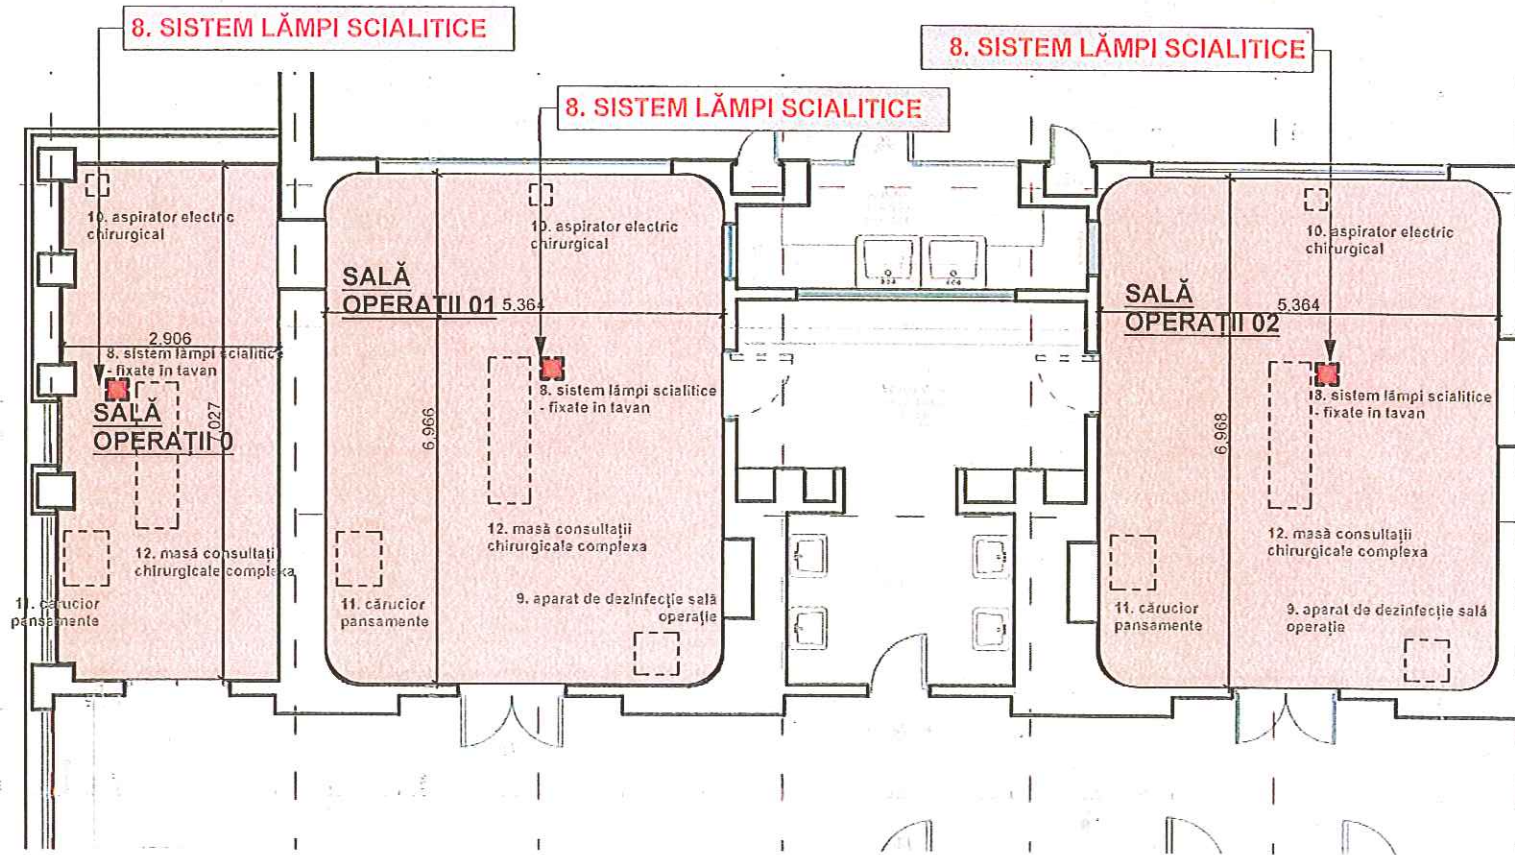 8. SISTEM LĂMPI SCIALITICE
8. SISTEM LĂMPI SCIALITICE
8. SISTEM LĂMPI SCIALITICE
10. aspirator electric
chirurgical
2.906
8. sistem lămpi scialitice
- fixate în tavan
SALĂ
OPERAȚII 0
7.027
12. masă consultații
chirurgicale complexa
11. cărucior
pansamente
10. aspirator electric
chirurgical
SALĂ
OPERAȚII 01
5.364
8. sistem lămpi scialitice
- fixate în tavan
6.966
12. masă consultații
chirurgicale complexa
11. cărucior
pansamente
9. aparat de dezinfecție sală
operație
10. aspirator electric
chirurgical
SALĂ
OPERAȚII 02
5.364
8. sistem lămpi scialitice
- fixate în tavan
6.968
12. masă consultații
chirurgicale complexa
11. cărucior
pansamente
9. aparat de dezinfecție sală
operație